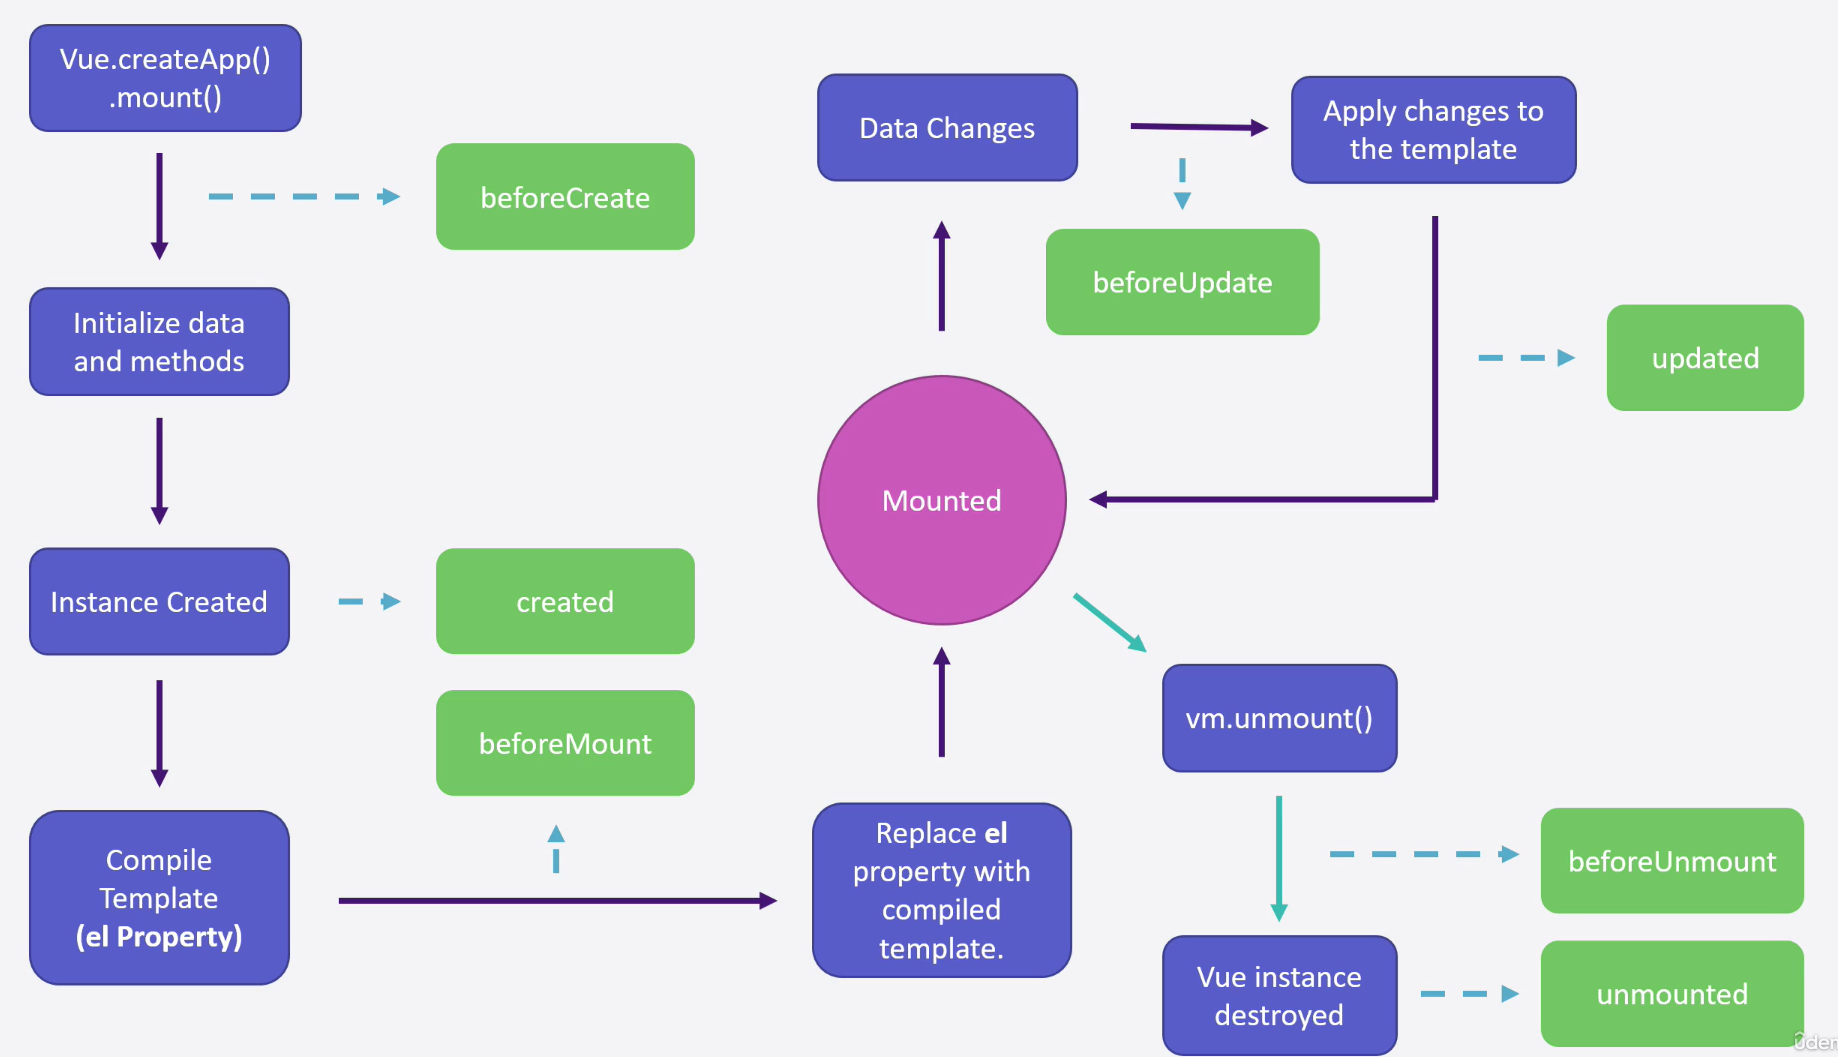 Vue.createApp()
.mount()
beforeCreate
Initialize data
and methods
Instance Created
created
beforeMount
Compile
Template
(el Property)
Replace el
property with
compiled
template.
Mounted
Data Changes
beforeUpdate
Apply changes to
the template
updated
vm.unmount()
beforeUnmount
Vue instance
destroyed
unmounted